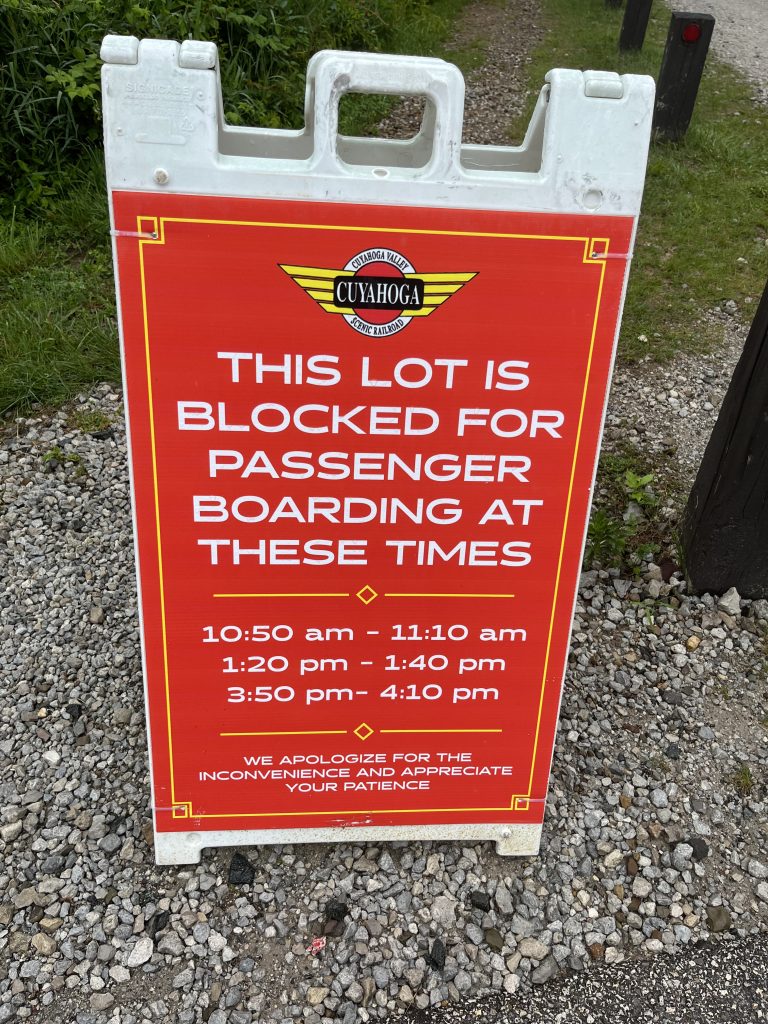 SIGNICADE
CUYAHOGA VALLEY
CUYAHOGA
SCENIC RAILROAD
THIS LOT IS
BLOCKED FOR
PASSENGER
BOARDING AT
THESE TIMES
10:50 am - 11:10 am
1:20 pm - 1:40 pm
3:50 pm- 4:10 pm
WE APOLOGIZE FOR THE
INCONVENIENCE AND APPRECIATE
YOUR PATIENCE